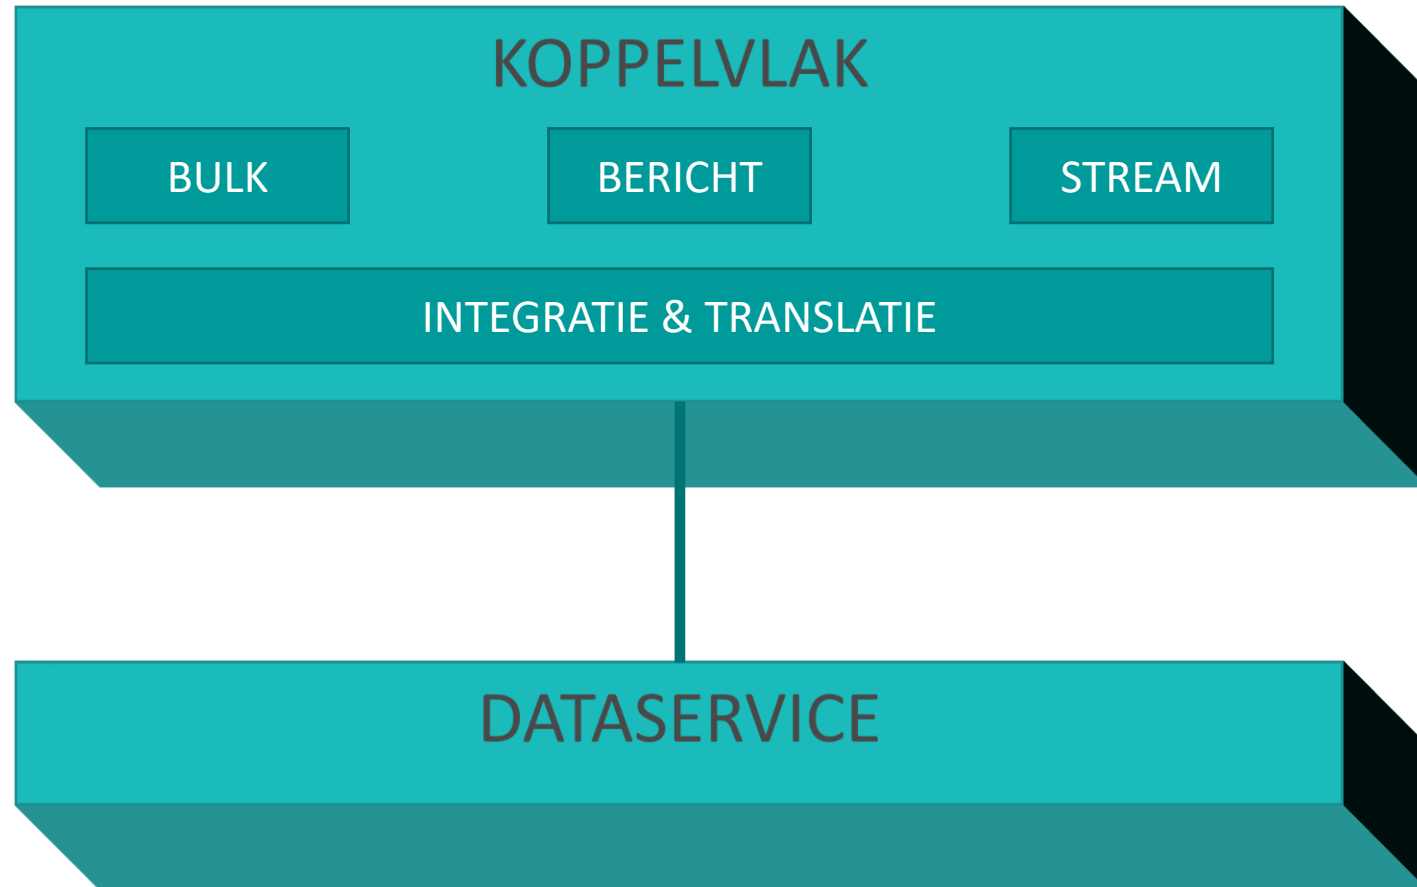 KOPPELVLAK
BULK
BERICHT
STREAM
INTEGRATIE & TRANSLATIE
DATASERVICE